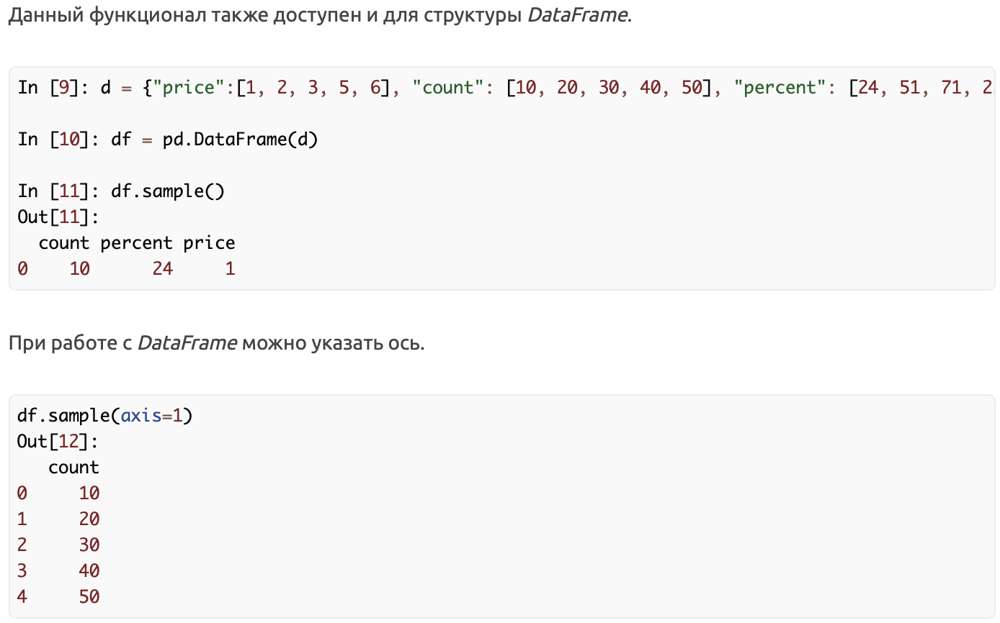 Данный функционал также доступен и для структуры DataFrame.
In [9]: d = {"price":[1, 2, 3, 5, 6], "count": [10, 20, 30, 40, 50], "percent": [24, 51, 71, 2
In [10]: df = pd.DataFrame(d)
In [11]: df.sample()
Out[11]:
count percent price
0 10 24 1
При работе с DataFrame можно указать ось.
df.sample(axis=1)
Out[12]:
count
0 10
1 20
2 30
3 40
4 50